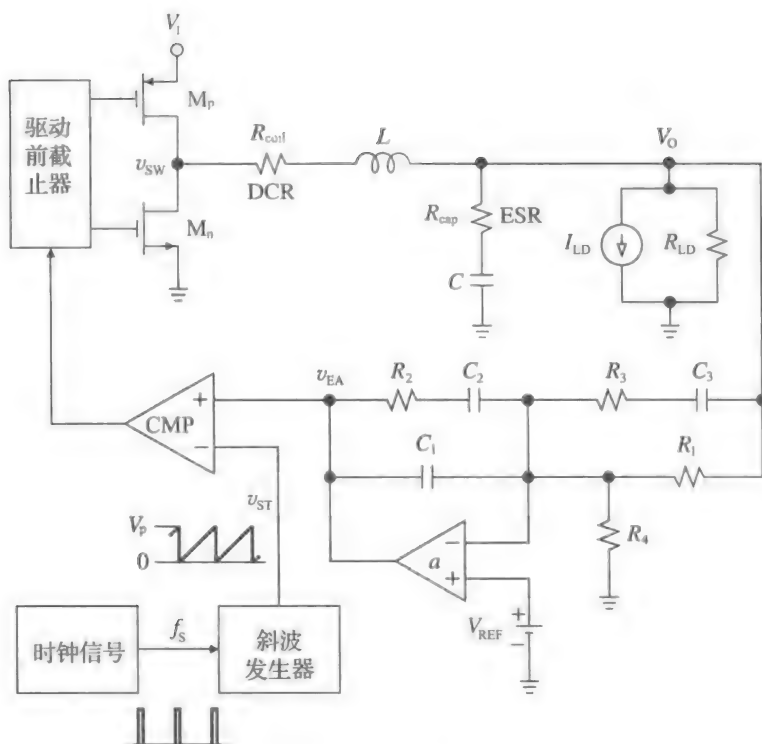 V_I
M_p
驱动
前截
止器
v_SW
R_coil
DCR
L
V_O
M_n
R_cap
ESR
C
I_LD
R_LD
v_EA
R_2
C_2
R_3
C_3
CMP
+
−
C_1
R_1
v_ST
V_p
0
R_4
a
−
+
V_REF
+
−
时钟信号
f_S
斜波
发生器